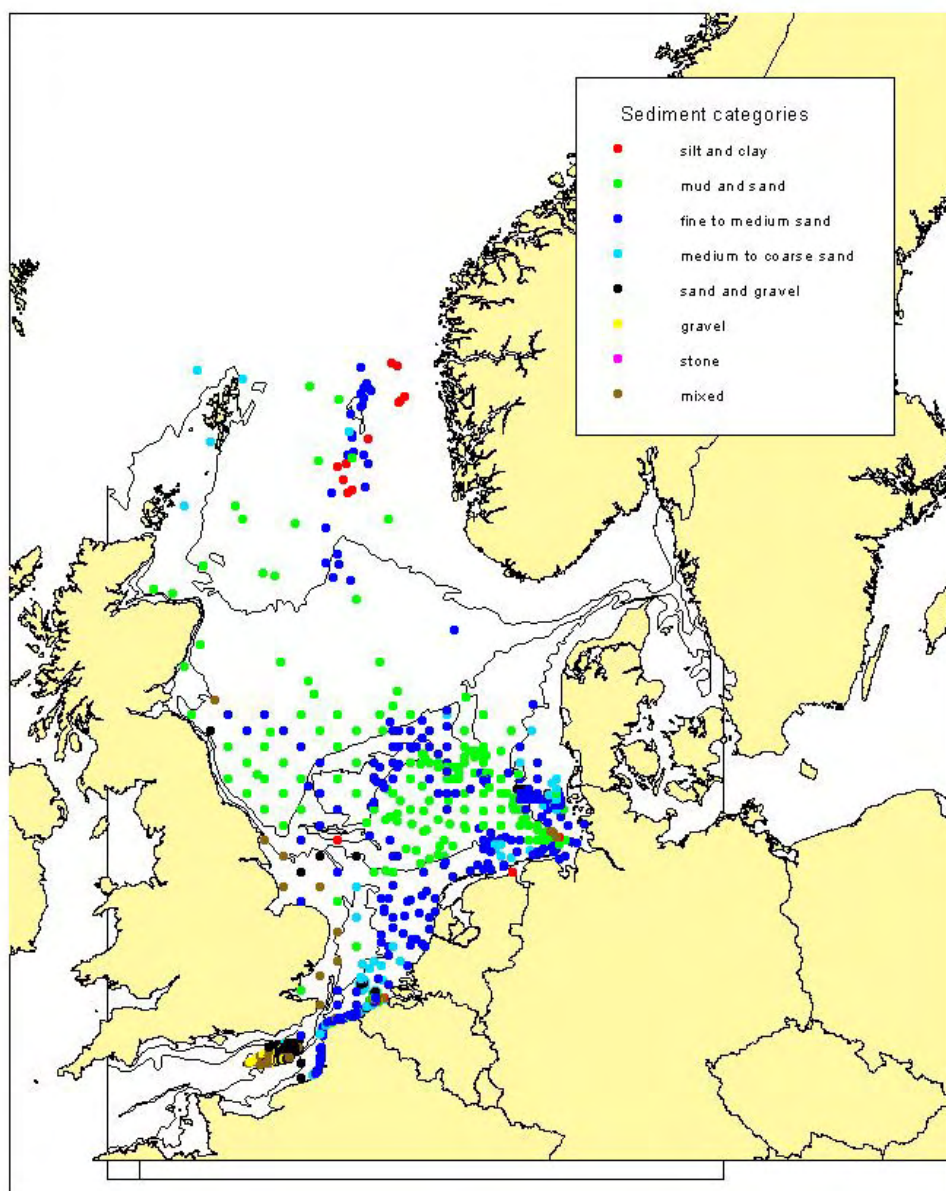 Sediment categories
silt and clay
mud and sand
fine to medium sand
medium to coarse sand
sand and gravel
gravel
stone
mixed